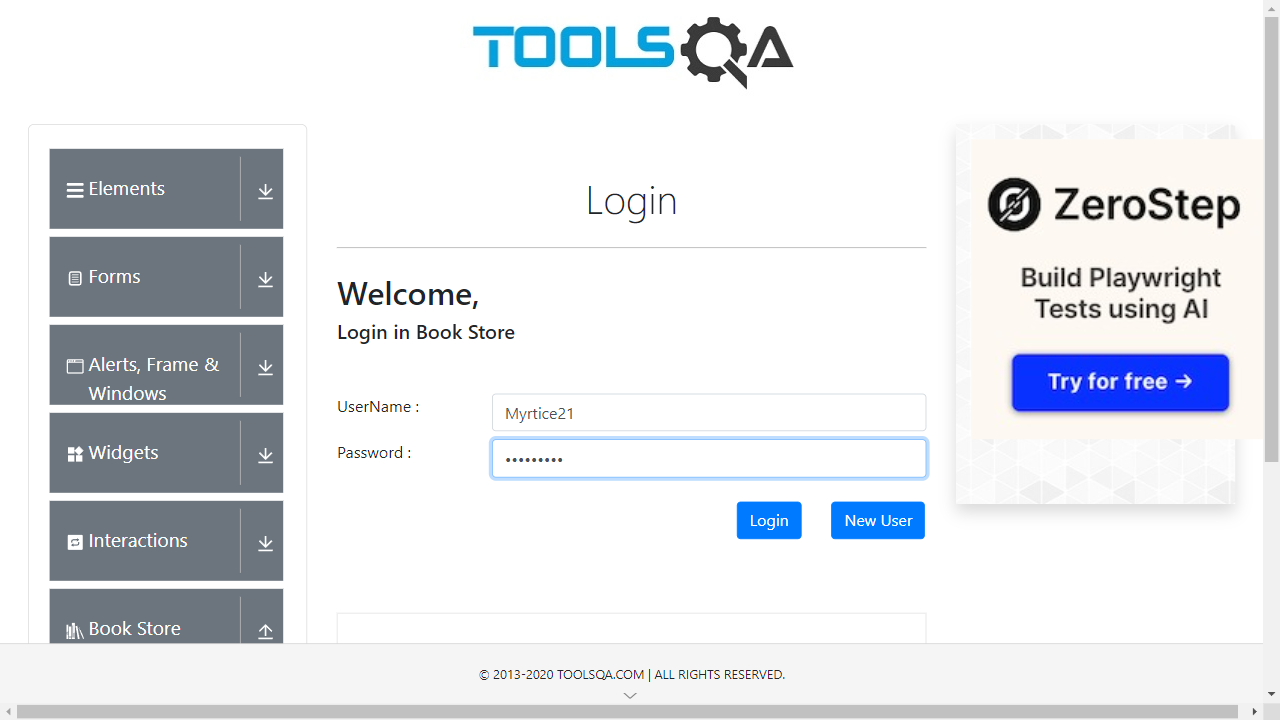 TOOLSQA
Elements
Forms
Alerts, Frame &
Windows
Widgets
Interactions
Book Store
Login
Welcome,
Login in Book Store
UserName :
Myrtice21
Password :
•••••••••
Login
New User
ZeroStep
Build Playwright
Tests using AI
Try for free →
© 2013-2020 TOOLSQA.COM | ALL RIGHTS RESERVED.